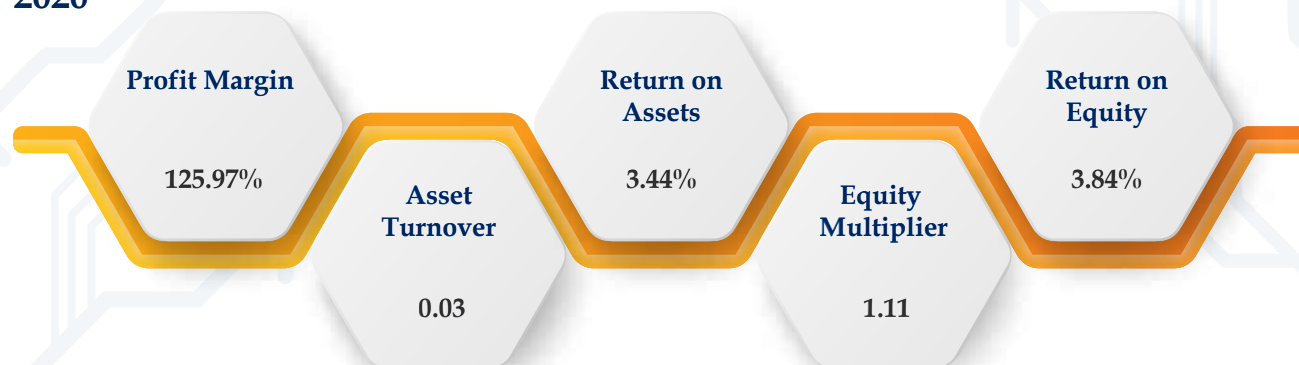 2020
Profit Margin
125.97%
Asset
Turnover
0.03
Return on
Assets
3.44%
Equity
Multiplier
1.11
Return on
Equity
3.84%